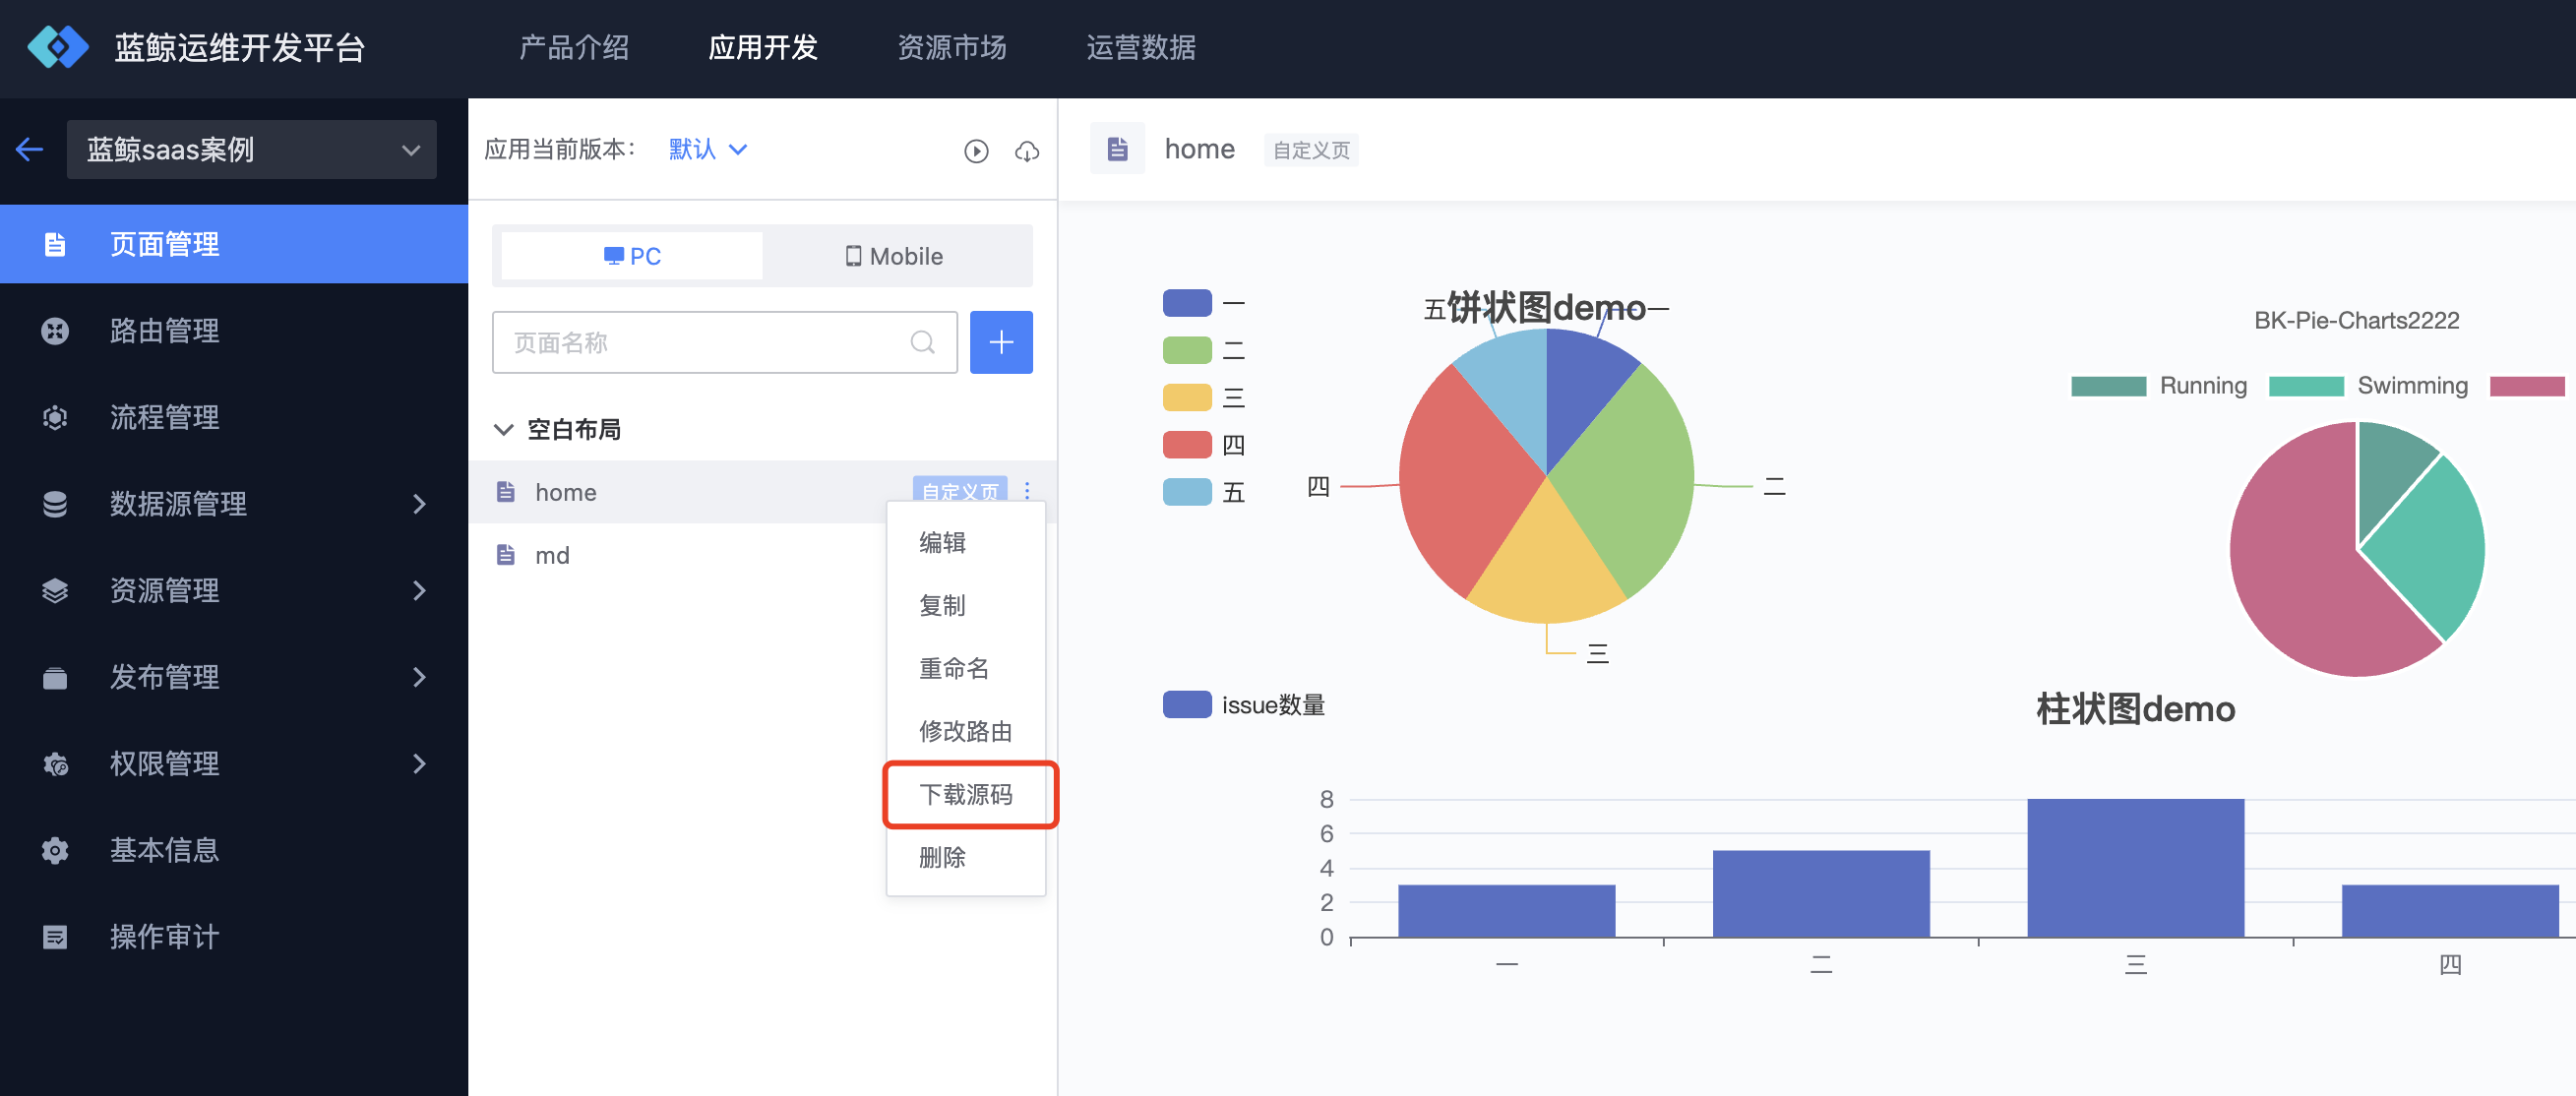 蓝鲸运维开发平台
产品介绍
应用开发
资源市场
运营数据
蓝鲸saas案例
页面管理
路由管理
流程管理
数据源管理
资源管理
发布管理
权限管理
基本信息
操作审计
应用当前版本：
默认
PC
Mobile
页面名称
空白布局
home
自定义页
md
编辑
复制
重命名
修改路由
下载源码
删除
home
自定义页
一
二
三
四
五
饼状图demo
五
一
四
二
三
BK-Pie-Charts2222
Running
Swimming
issue数量
柱状图demo
8
6
4
2
0
一
二
三
四